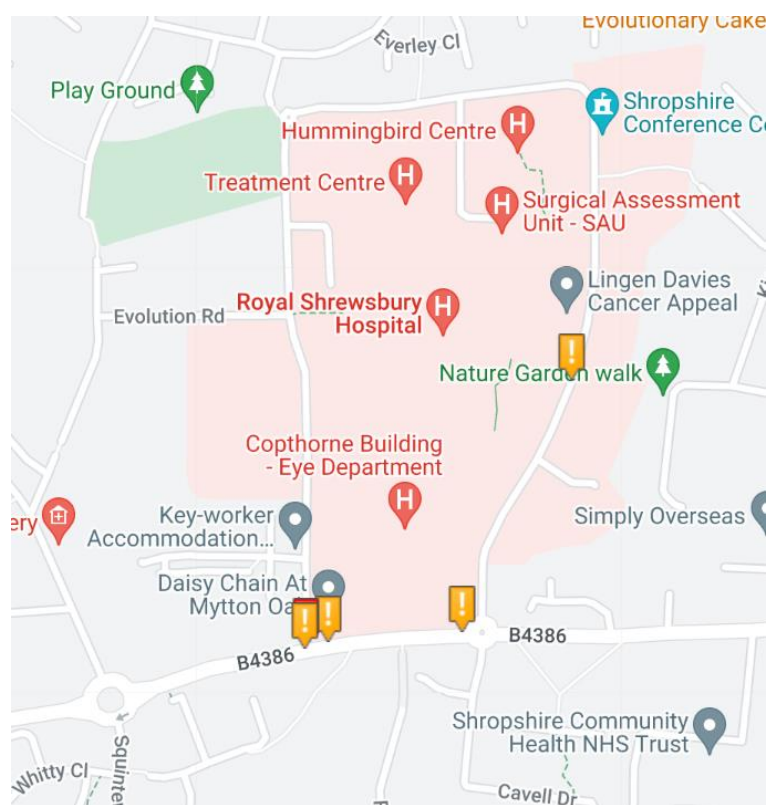 Evolutionary Cake
Everley Cl
Play Ground
Shropshire
Conference C
Hummingbird Centre
Treatment Centre
Surgical Assessment
Unit - SAU
Lingen Davies
Cancer Appeal
Royal Shrewsbury
Hospital
Evolution Rd
Nature Garden walk
Copthorne Building
- Eye Department
ery
Key-worker
Accommodation...
Simply Overseas
Daisy Chain At
Mytton Oa
B4386
B4386
Shropshire Community
Health NHS Trust
Squin
Whitty Cl
Cavell Dr
H
H
H
H
H
!
!
!
!